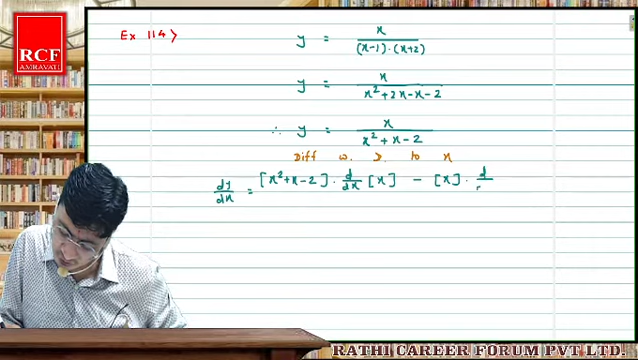 RCF
AMRAVATI
Ex 114)
y = x / (x-1)·(x+2)
y = x / x²+2x-x-2
∴ y = x / x²+x-2
Diff w. r. to x
dy/dx = [x²+x-2]· d/dx [x] - [x]· d
RATHI CAREER FORUM PVT LTD.